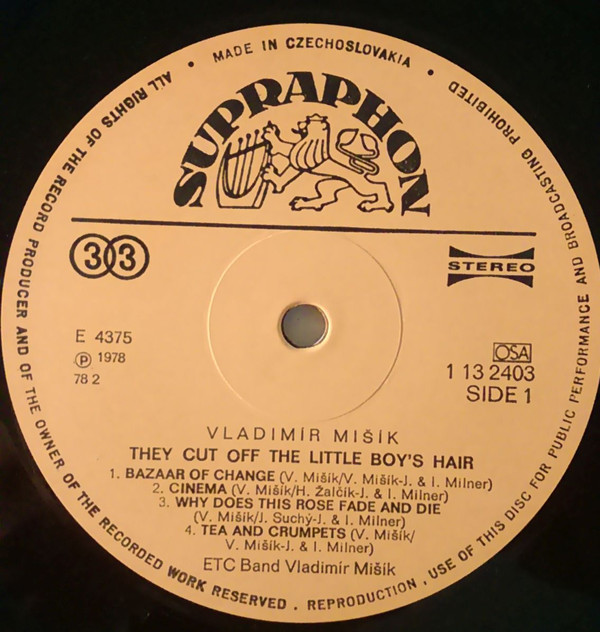 ALL RIGHTS OF THE RECORD PRODUCER AND OF THE OWNER OF THE RECORDED WORK RESERVED . REPRODUCTION , USE OF THIS DISC FOR PUBLIC PERFORMANCE AND BROADCASTING PROHIBITED
• MADE IN CZECHOSLOVAKIA •
SUPRAPHON
33
STEREO
E 4375
Ⓟ 1978
78 2
OSA
1 13 2403
SIDE 1
VLADIMÍR MIŠÍK
THEY CUT OFF THE LITTLE BOY'S HAIR
1. BAZAAR OF CHANGE (V. Mišík/V. Mišík-J. & I. Milner)
2. CINEMA (V. Mišík/H. Žalčík-J. & I. Milner)
3. WHY DOES THIS ROSE FADE AND DIE
(V. Mišík/J. Suchý-J. & I. Milner)
4. TEA AND CRUMPETS (V. Mišík/
V. Mišík-J. & I. Milner)
ETC Band Vladimír Mišík